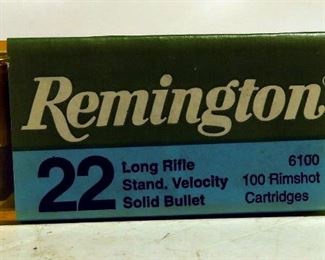 Remington
22
Long Rifle
Stand. Velocity
Solid Bullet
6100
100 Rimshot
Cartridges